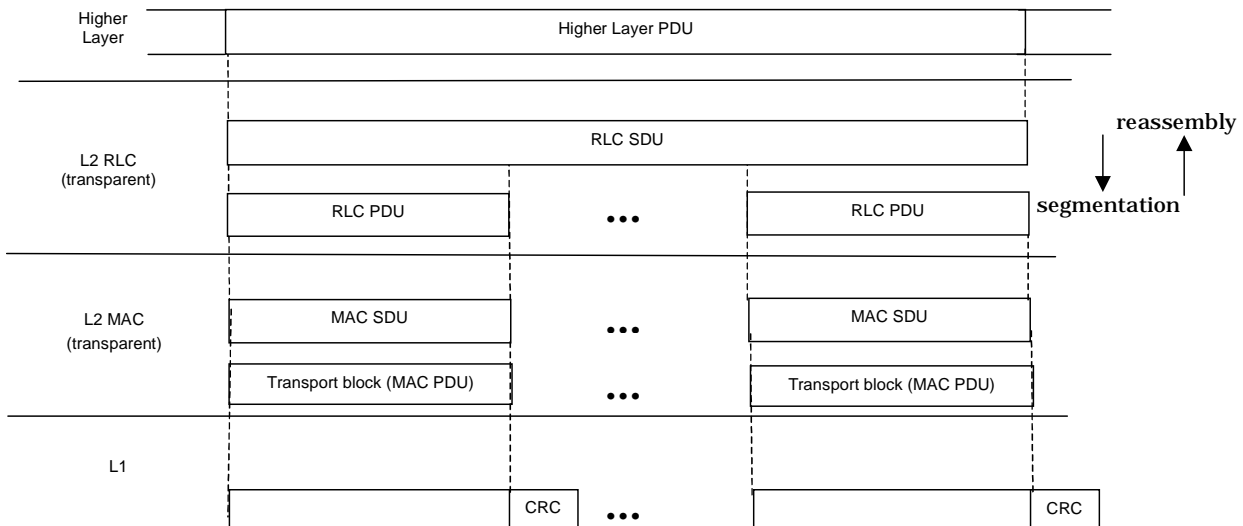 Higher
Layer
Higher Layer PDU
reassembly
RLC SDU
L2 RLC
(transparent)
RLC PDU
•••
RLC PDU
segmentation
MAC SDU
•••
MAC SDU
L2 MAC
(transparent)
Transport block (MAC PDU)
•••
Transport block (MAC PDU)
L1
CRC
•••
CRC